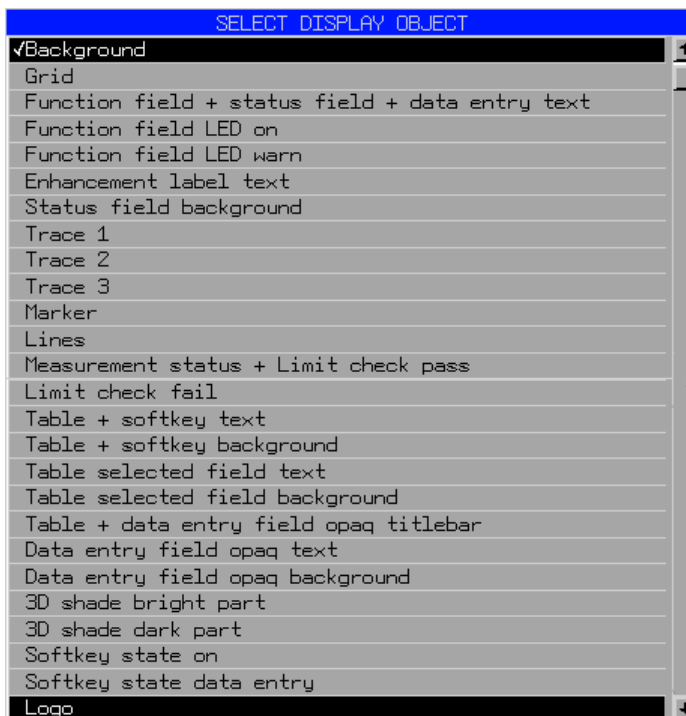 SELECT DISPLAY OBJECT
√Background
Grid
Function field + status field + data entry text
Function field LED on
Function field LED warn
Enhancement label text
Status field background
Trace 1
Trace 2
Trace 3
Marker
Lines
Measurement status + Limit check pass
Limit check fail
Table + softkey text
Table + softkey background
Table selected field text
Table selected field background
Table + data entry field opaq titlebar
Data entry field opaq text
Data entry field opaq background
3D shade bright part
3D shade dark part
Softkey state on
Softkey state data entry
Logo